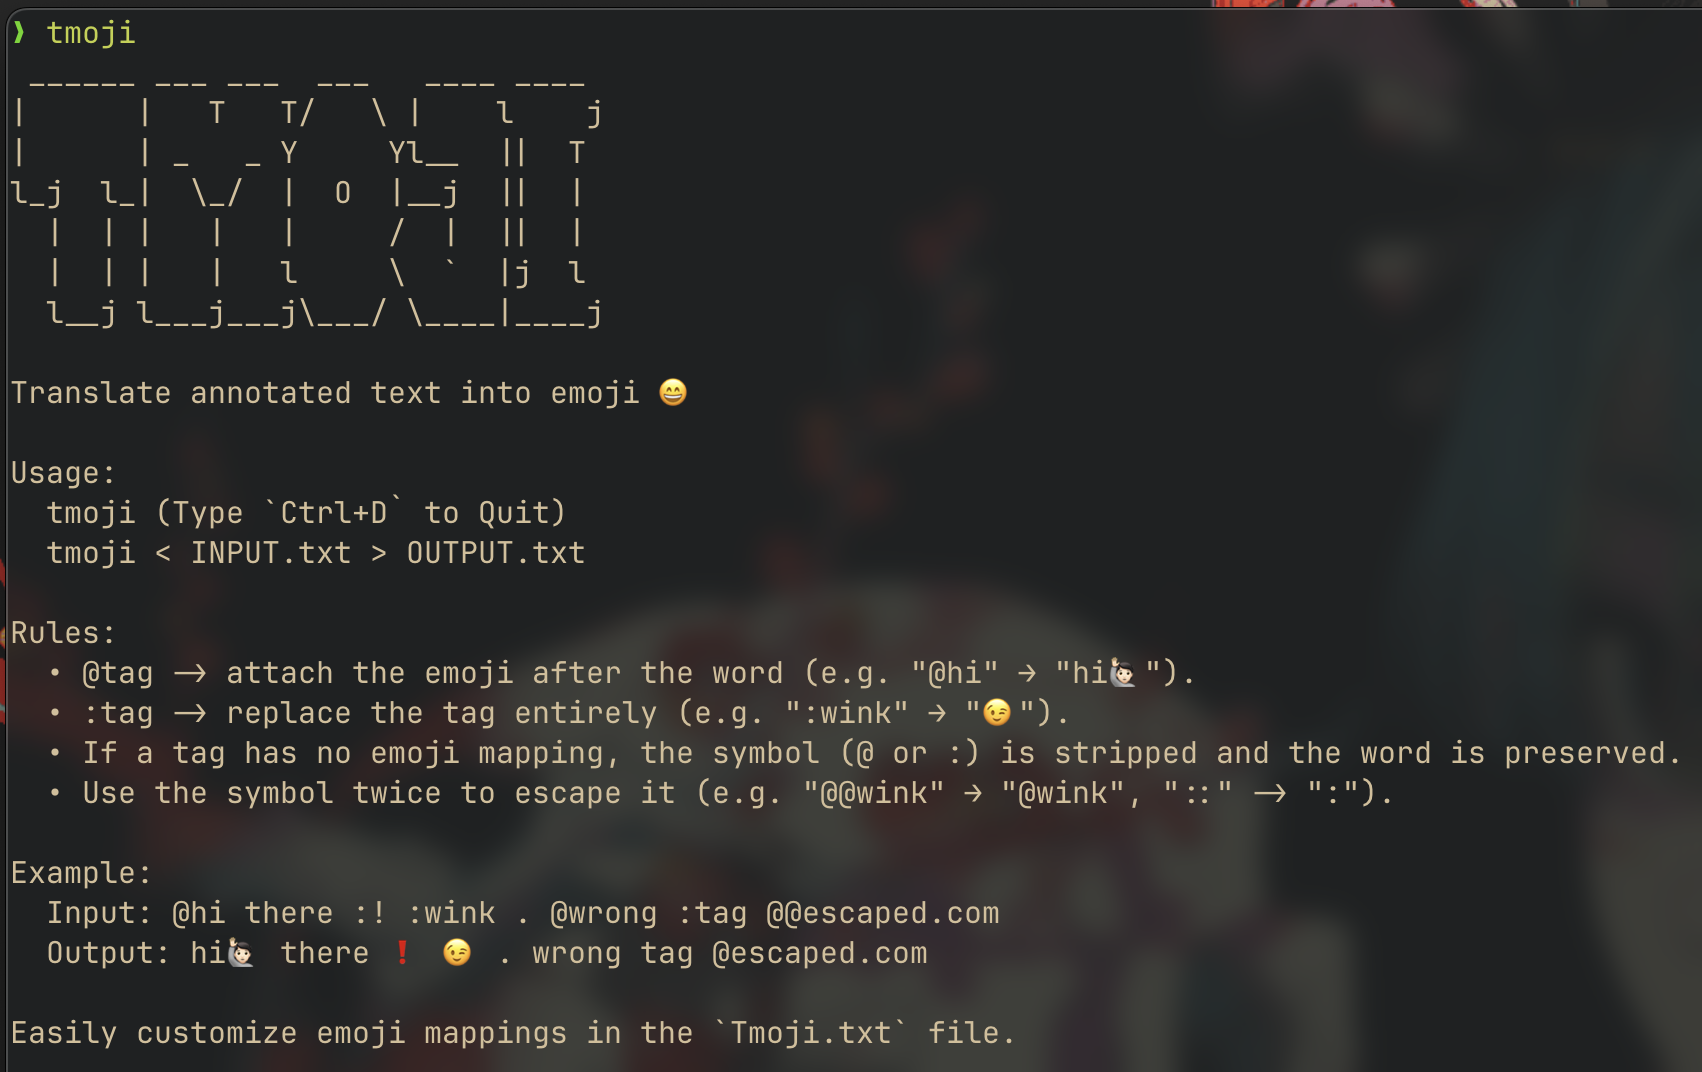 ❯ tmoji
 ______ ___ ___  ___   ____ ____
|      |   T   T/   \ |    l    j
|      | _   _ Y     Yl__  ||  T
l_j  l_|  \_/  |  O  |__j  ||  |
  |  | |   |   |     /  |  ||  |
  |  | |   |   l     \  `  |j  l
  l__j l___j___j\___/ \____|____j
Translate annotated text into emoji 😄
Usage:
  tmoji (Type `Ctrl+D` to Quit)
  tmoji < INPUT.txt > OUTPUT.txt
Rules:
  • @tag --> attach the emoji after the word (e.g. "@hi" -> "hi🙋🏻").
  • :tag --> replace the tag entirely (e.g. ":wink" -> "😉").
  • If a tag has no emoji mapping, the symbol (@ or :) is stripped and the word is preserved.
  • Use the symbol twice to escape it (e.g. "@@wink" -> "@wink", "::" --> ":").
Example:
  Input: @hi there :! :wink . @wrong :tag @@escaped.com
  Output: hi🙋🏻 there ❗ 😉 . wrong tag @escaped.com
Easily customize emoji mappings in the `Tmoji.txt` file.